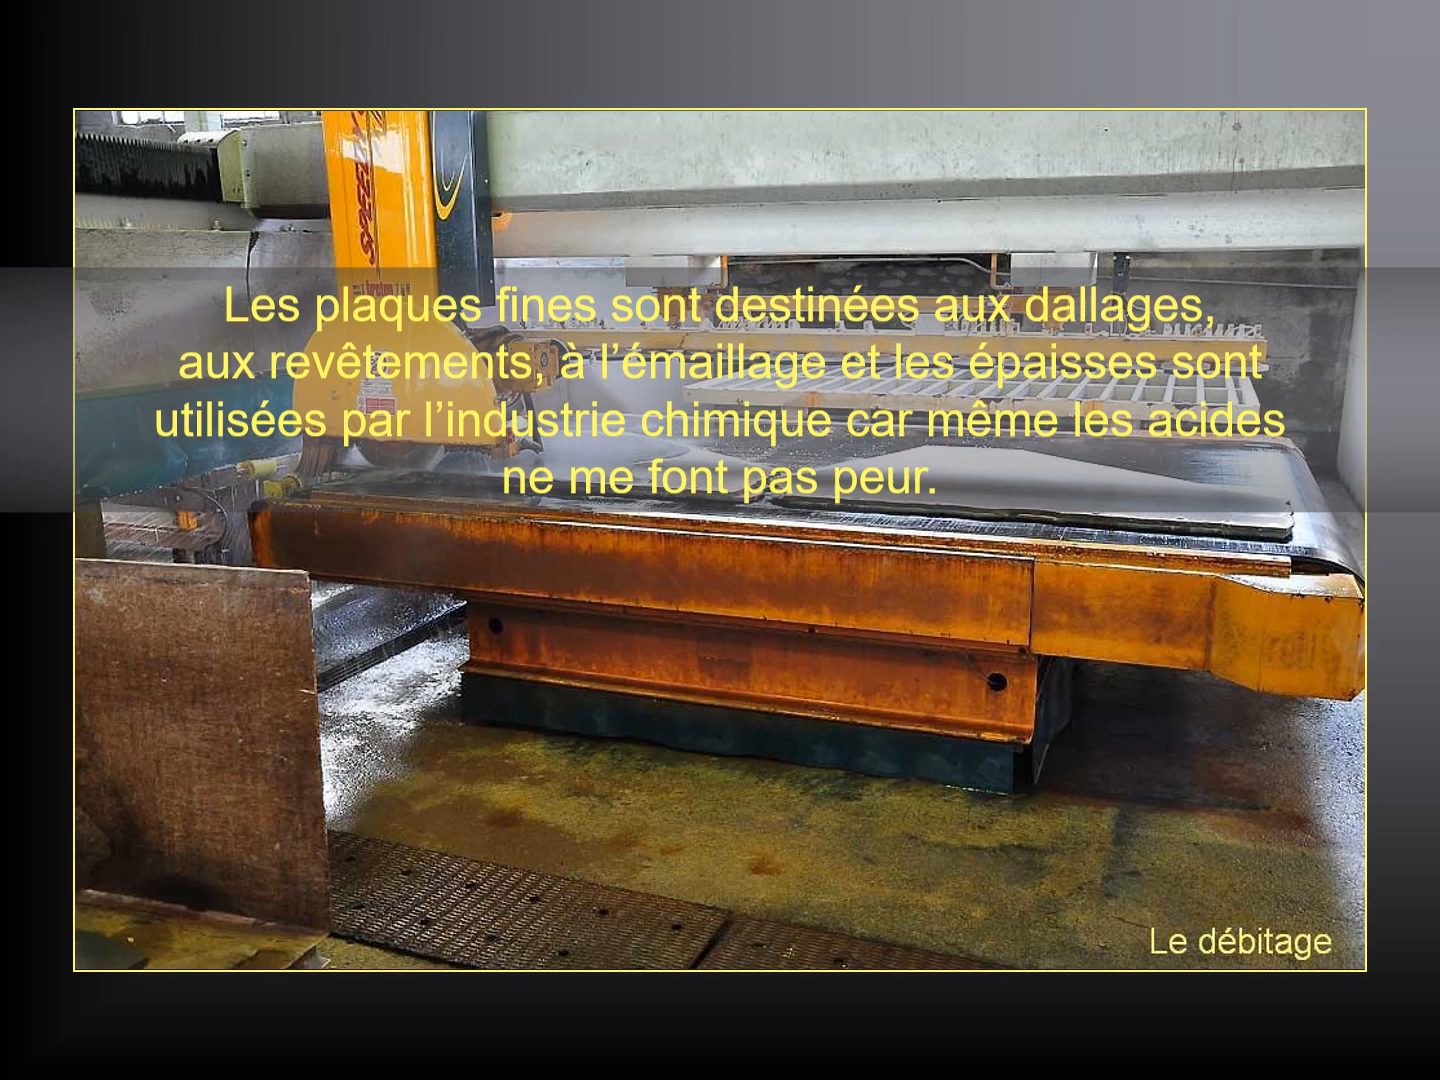 SPEED
Les plaques fines sont destinées aux dallages,
aux revêtements, à l’émaillage et les épaisses sont
utilisées par l’industrie chimique car même les acides
ne me font pas peur.
Le débitage